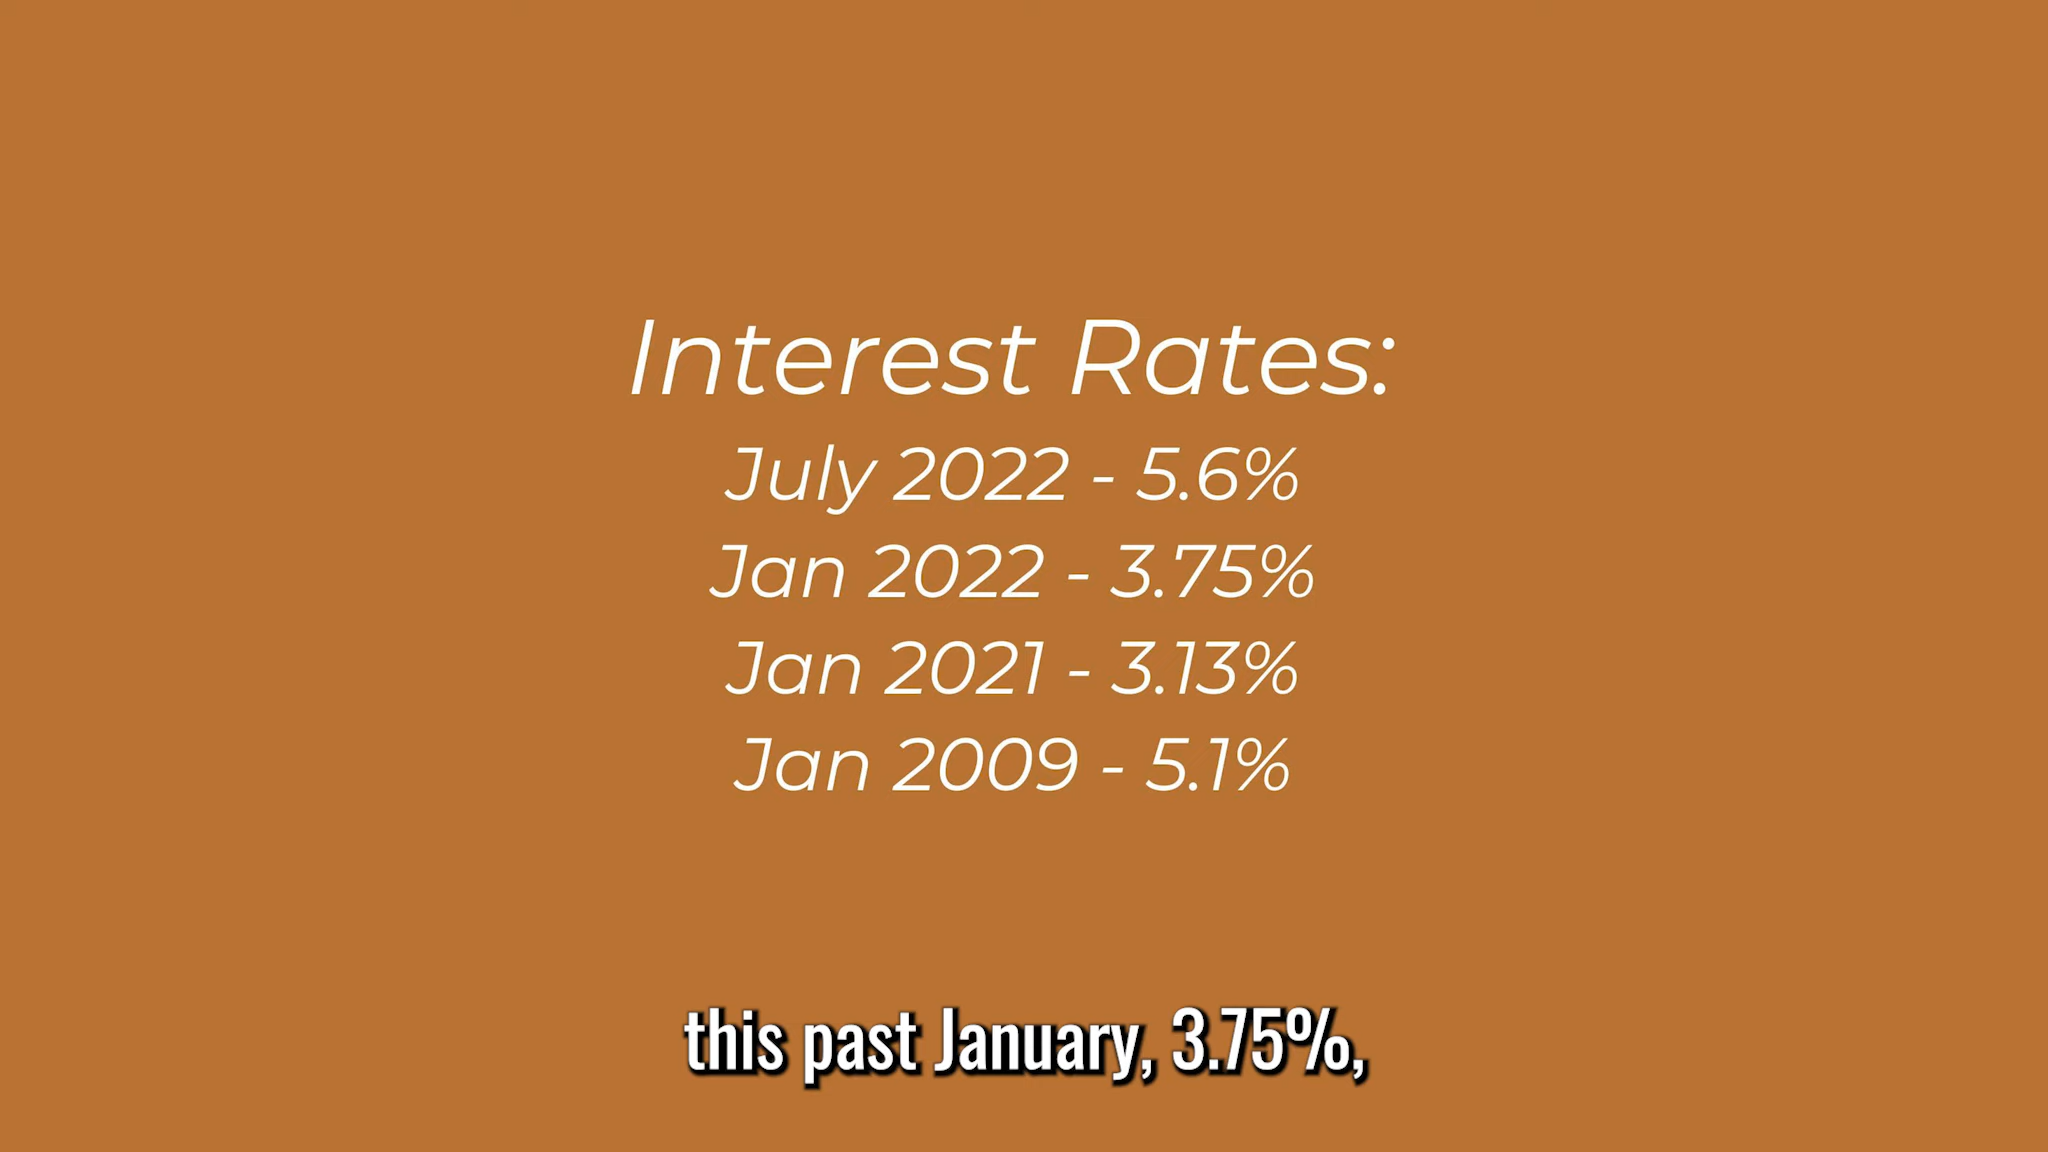 Interest Rates:
July 2022 - 5.6%
Jan 2022 - 3.75%
Jan 2021 - 3.13%
Jan 2009 - 5.1%
this past January, 3.75%,